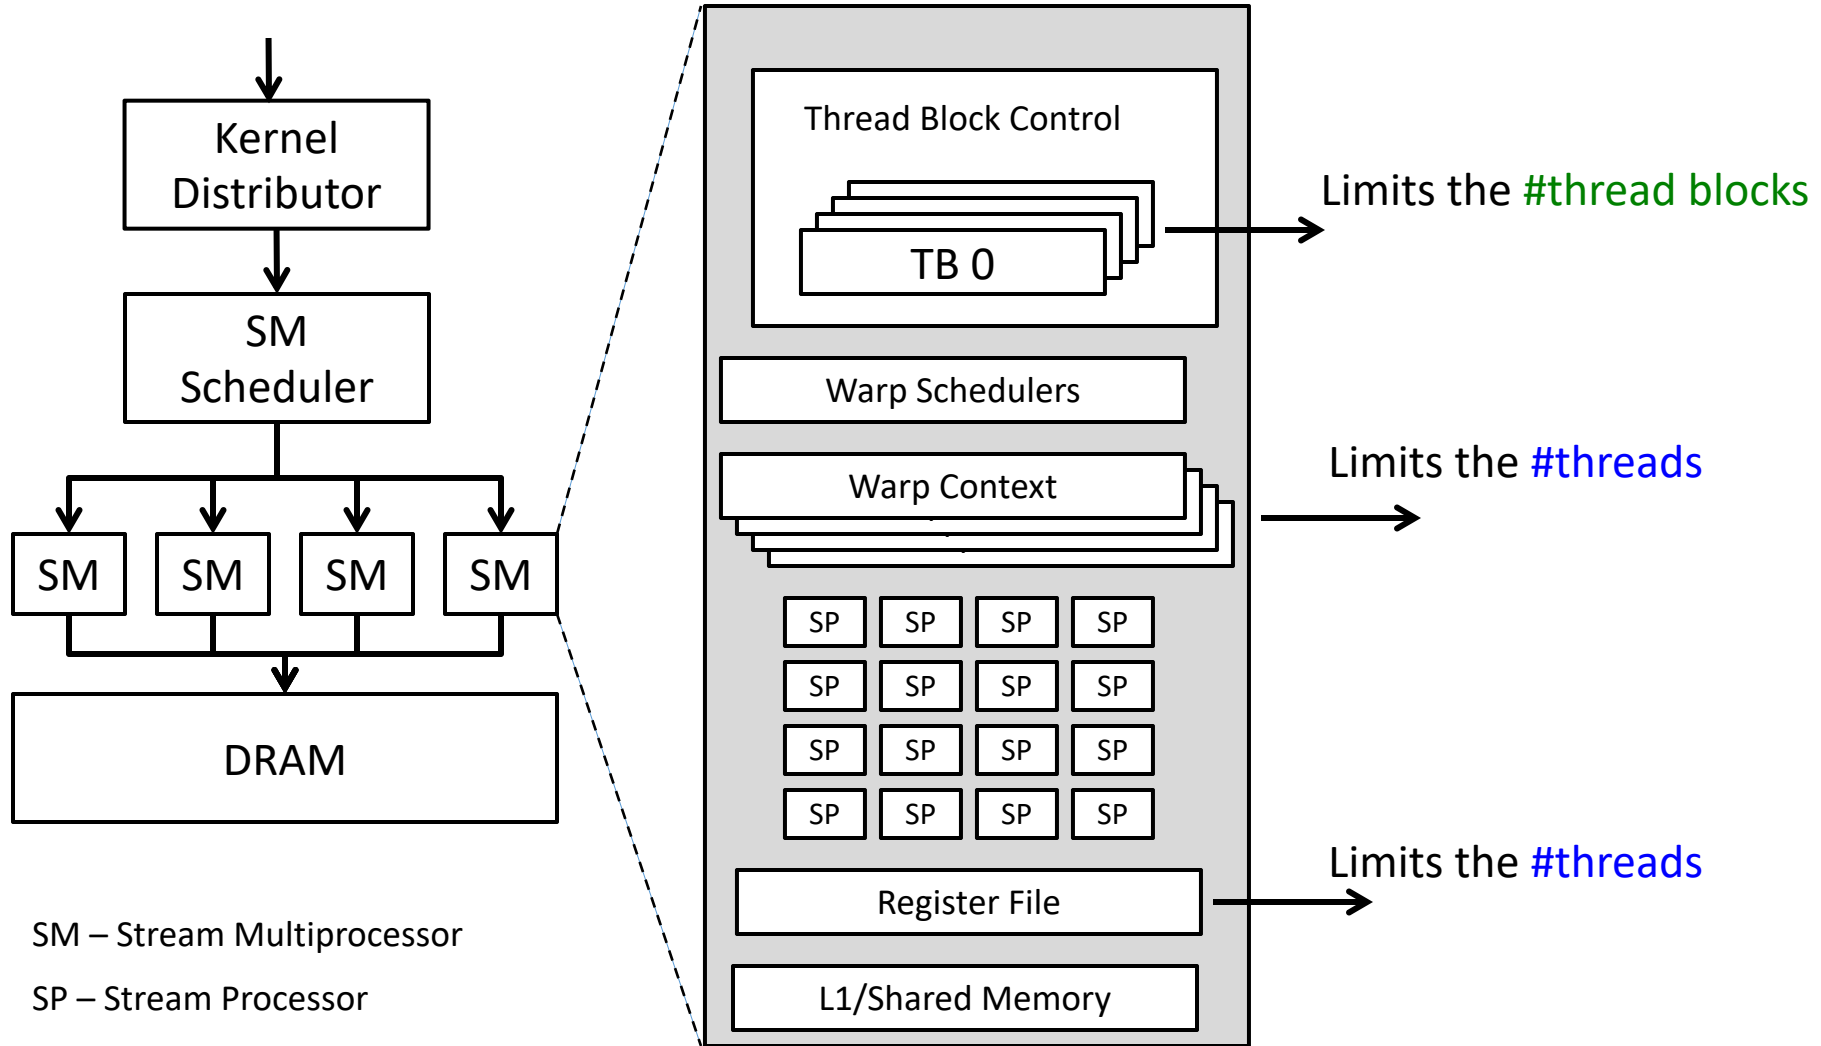 Kernel
Distributor
SM
Scheduler
SM SM SM SM
DRAM
SM – Stream Multiprocessor
SP – Stream Processor
Thread Block Control
TB 0
Warp Schedulers
Warp Context
SP SP SP SP
SP SP SP SP
SP SP SP SP
SP SP SP SP
Register File
L1/Shared Memory
Limits the #thread blocks
Limits the #threads
Limits the #threads